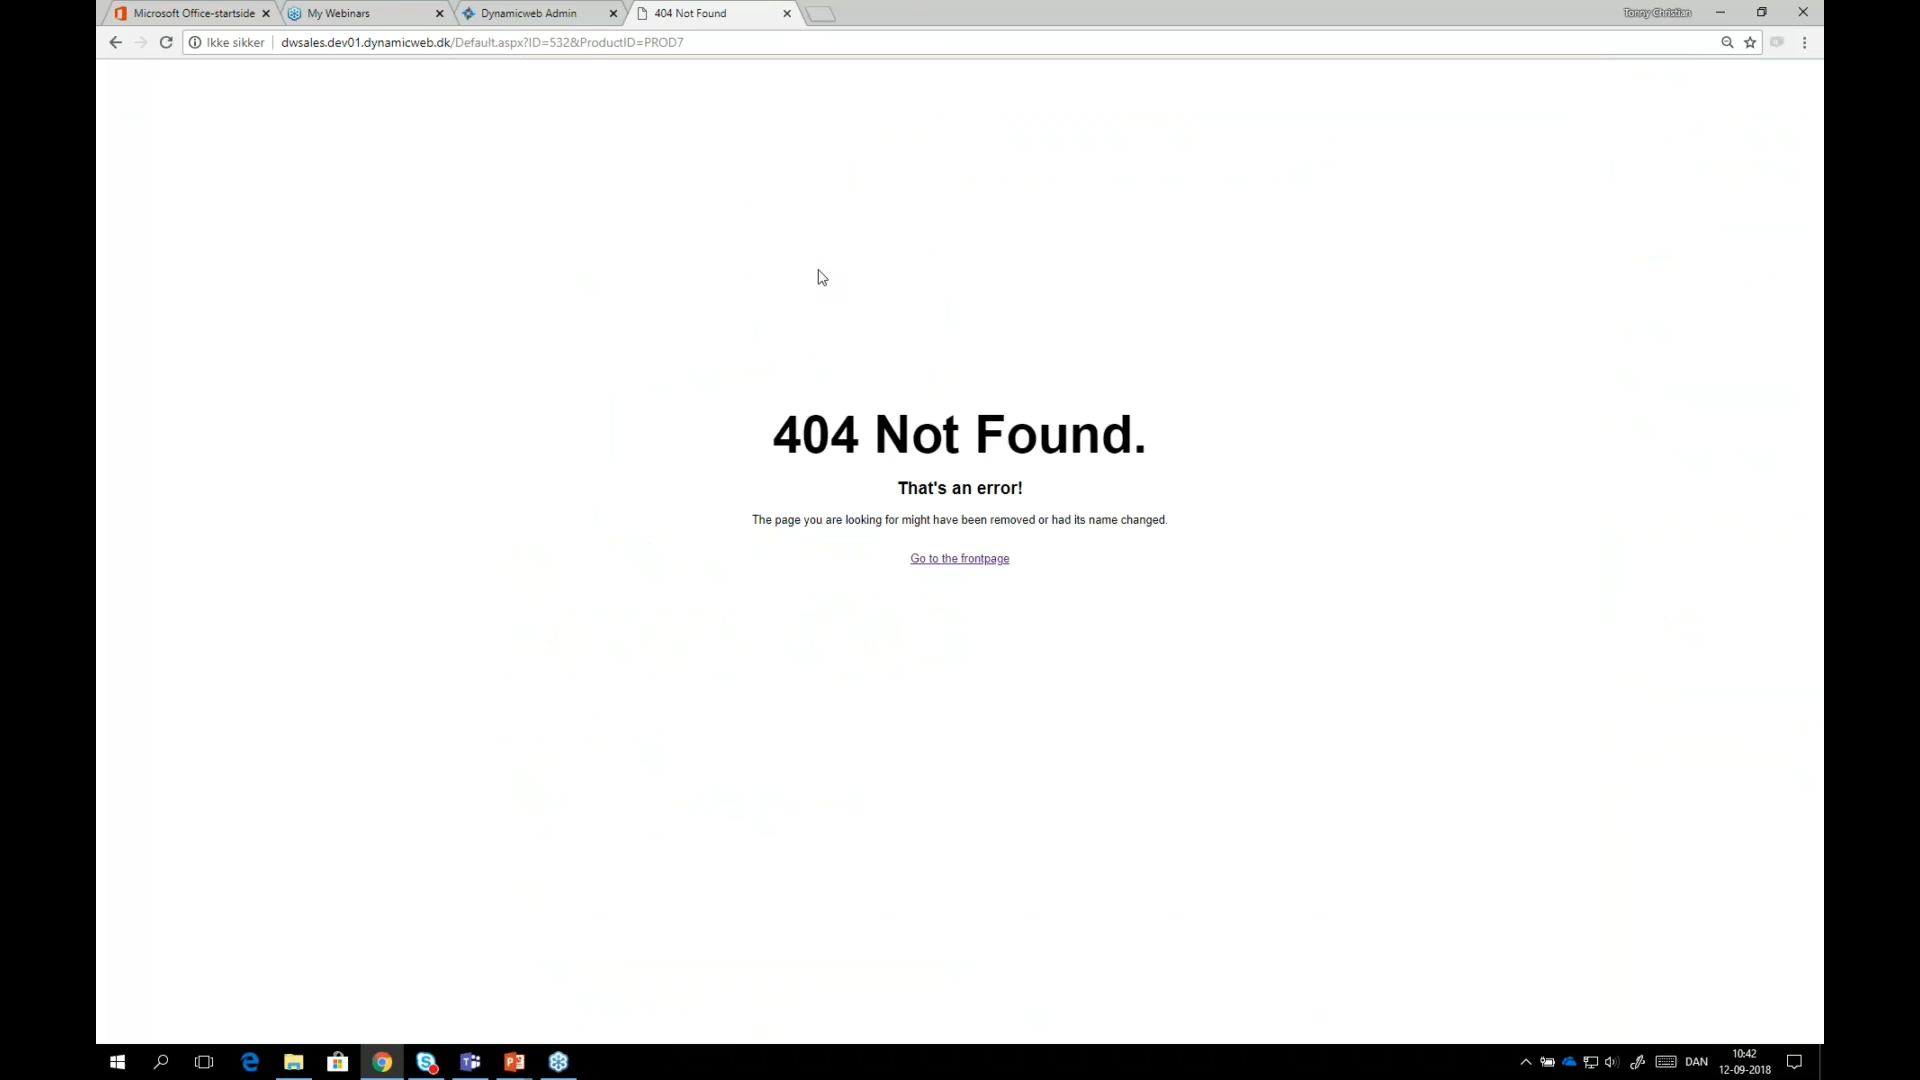 Microsoft Office-startside
My Webinars
Dynamicweb Admin
404 Not Found
Tonny Christian
Ikke sikker
dwsales.dev01.dynamicweb.dk/Default.aspx?ID=532&ProductID=PROD7
404 Not Found.
That's an error!
The page you are looking for might have been removed or had its name changed.
Go to the frontpage
DAN
10:42
12-09-2018